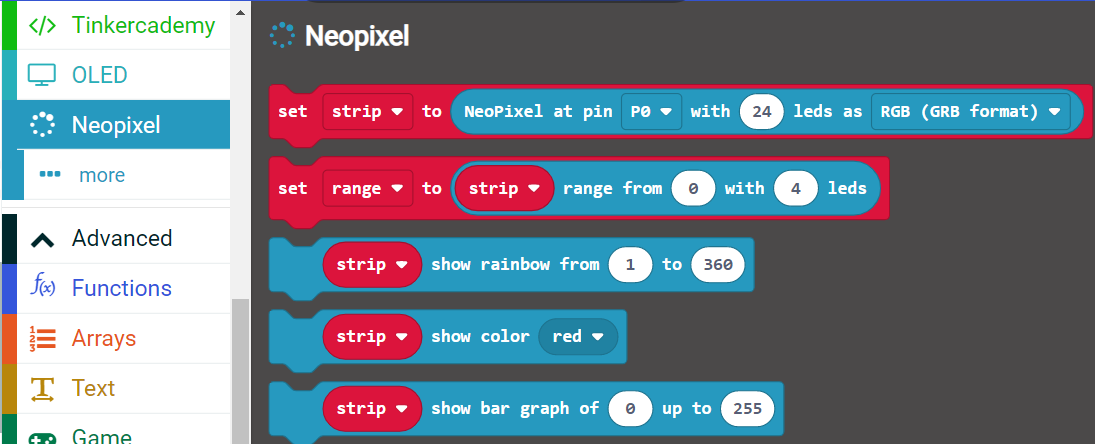 Tinkercademy
OLED
Neopixel
more
Advanced
Functions
Arrays
Text
Game
Neopixel
set strip to NeoPixel at pin P0 with 24 leds as RGB (GRB format)
set range to strip range from 0 with 4 leds
strip show rainbow from 1 to 360
strip show color red
strip show bar graph of 0 up to 255